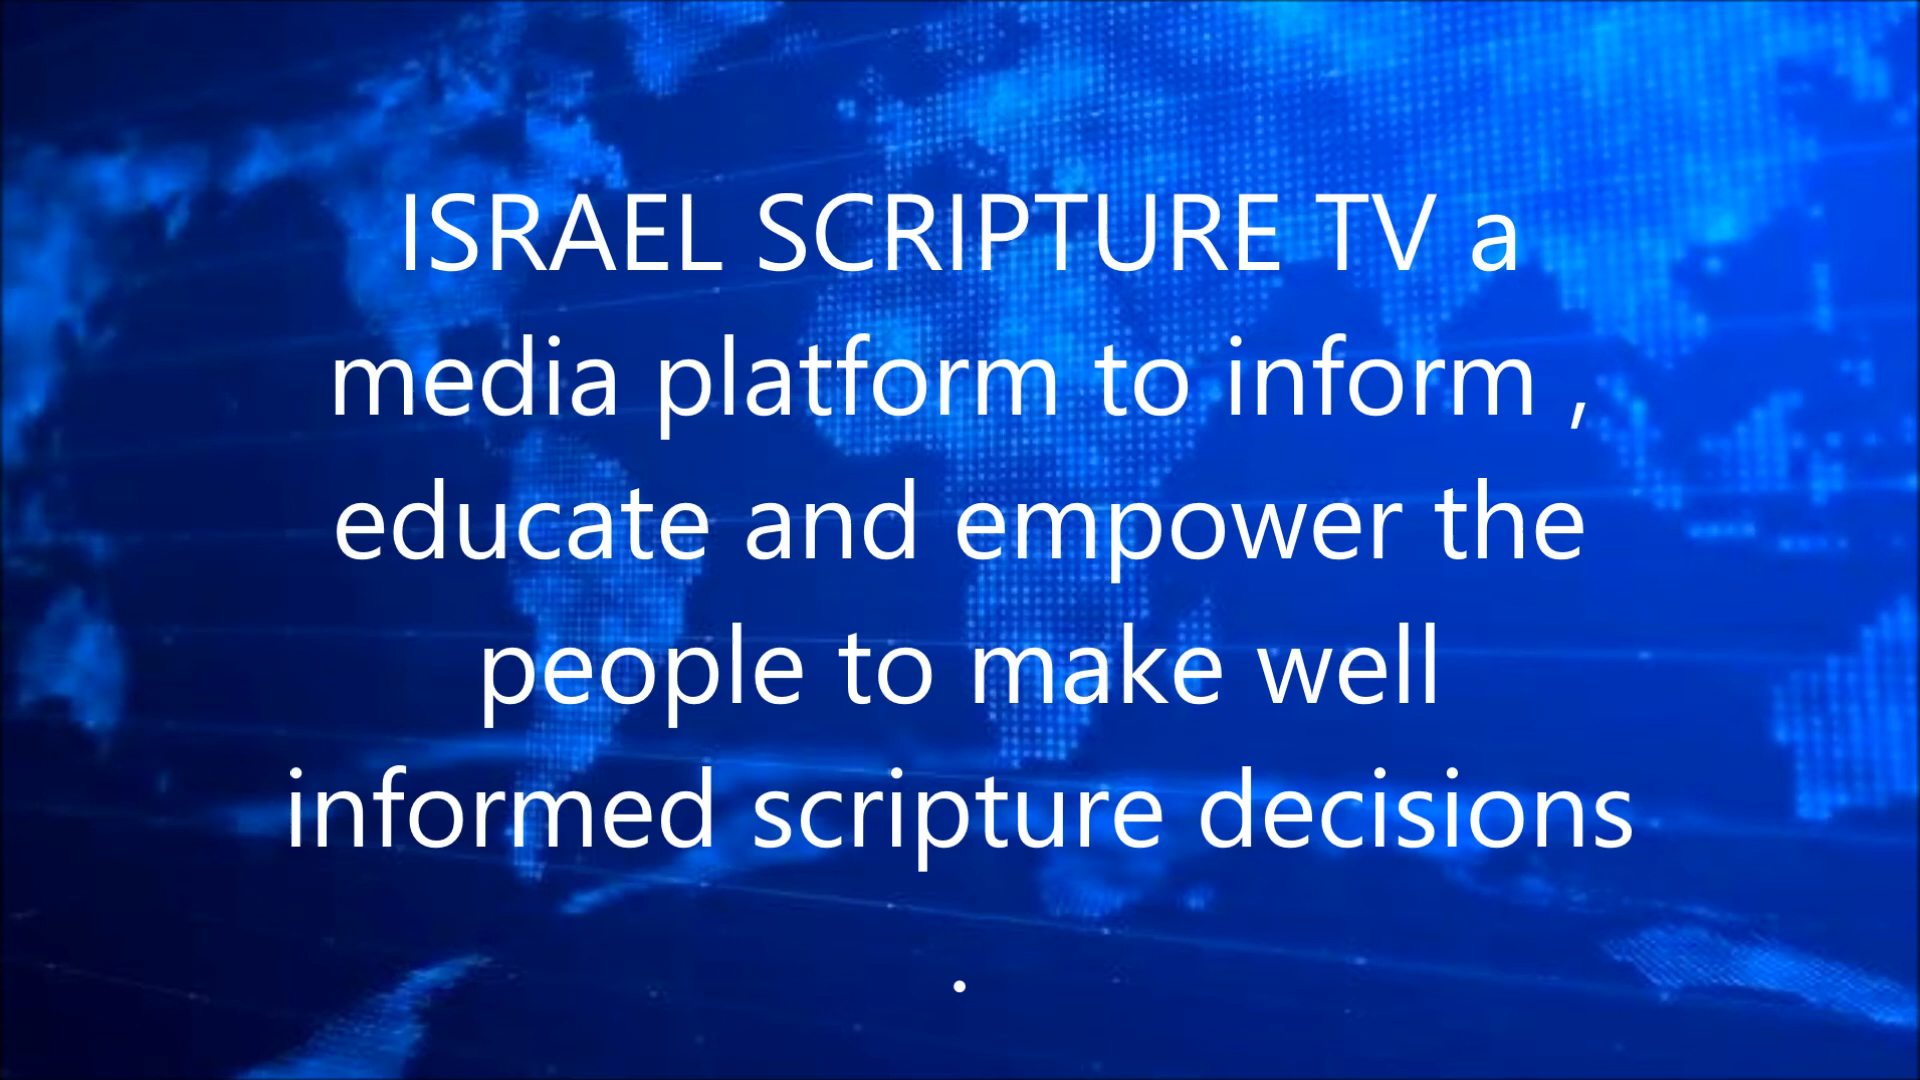 ISRAEL SCRIPTURE TV a
media platform to inform ,
educate and empower the
people to make well
informed scripture decisions
.